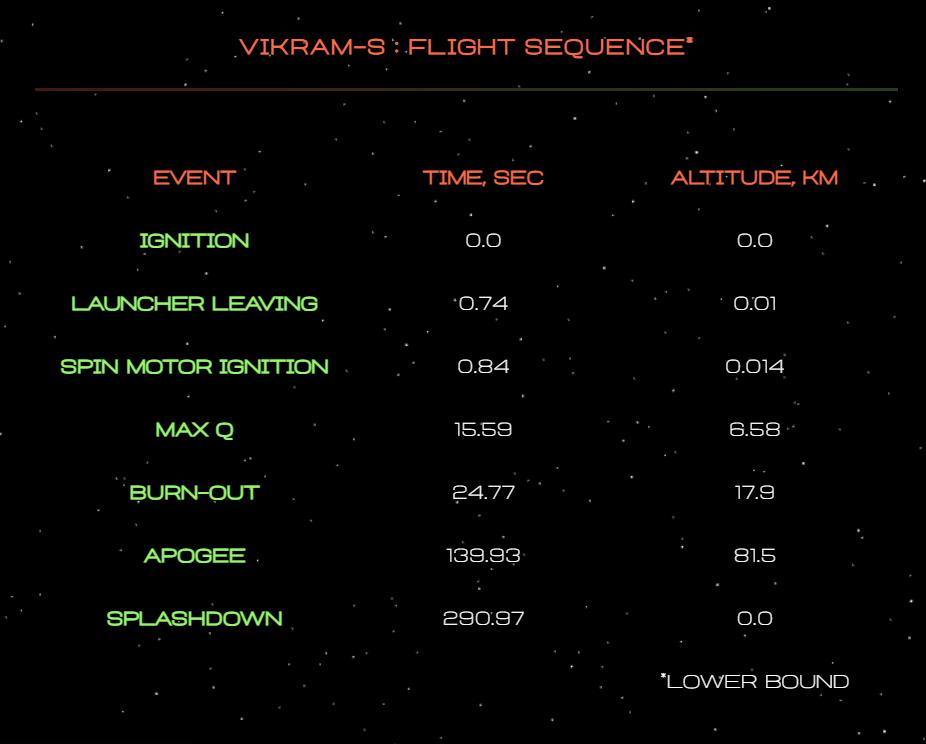 VIKRAM-S : FLIGHT SEQUENCE*
EVENT TIME, SEC ALTITUDE, KM
IGNITION 0.0 0.0
LAUNCHER LEAVING 0.74 0.01
SPIN MOTOR IGNITION 0.84 0.014
MAX Q 15.59 6.58
BURN-OUT 24.77 17.9
APOGEE 139.93 81.5
SPLASHDOWN 290.97 0.0
*LOWER BOUND